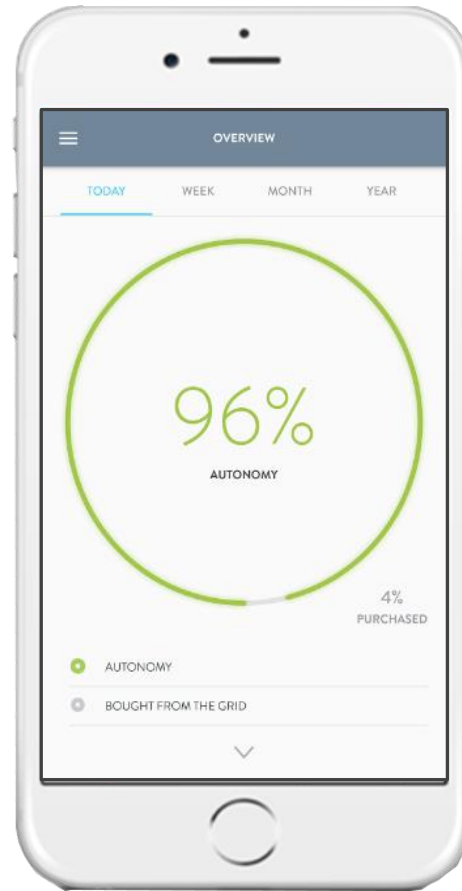 OVERVIEW
TODAY WEEK MONTH YEAR
96%
AUTONOMY
4%
PURCHASED
AUTONOMY
BOUGHT FROM THE GRID